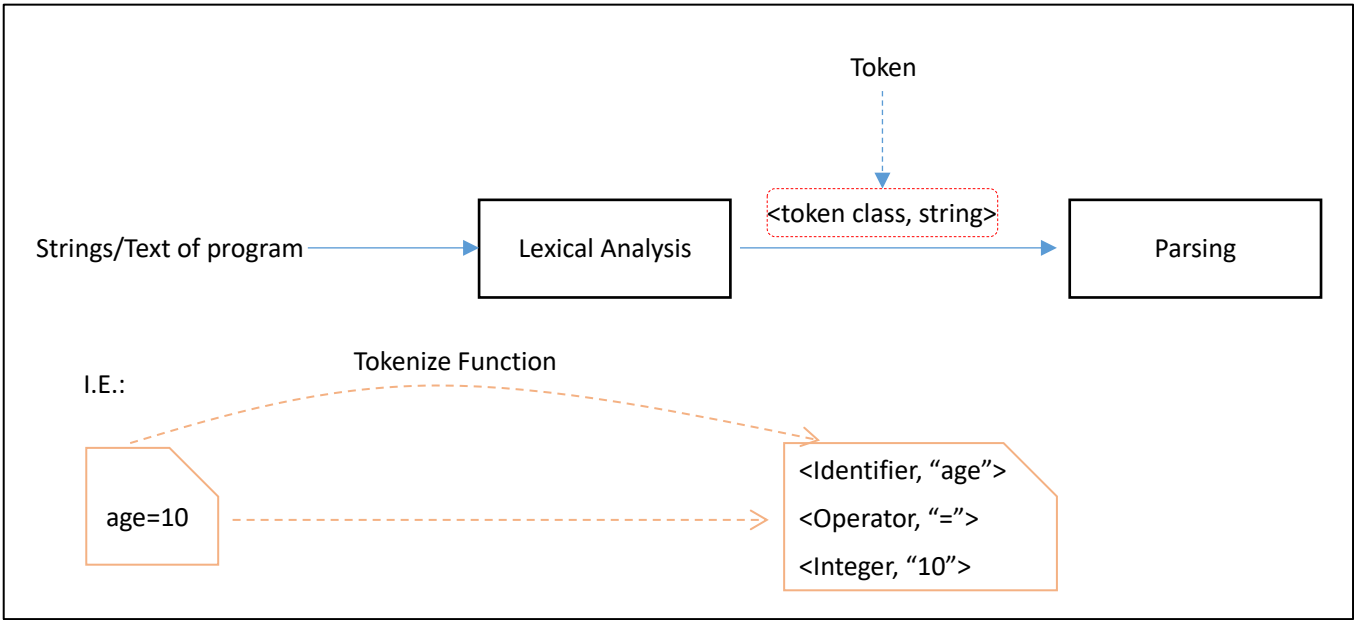 Token
<token class, string>
Strings/Text of program
Lexical Analysis
Parsing
Tokenize Function
I.E.:
age=10
<Identifier, “age”>
<Operator, “=”>
<Integer, “10”>